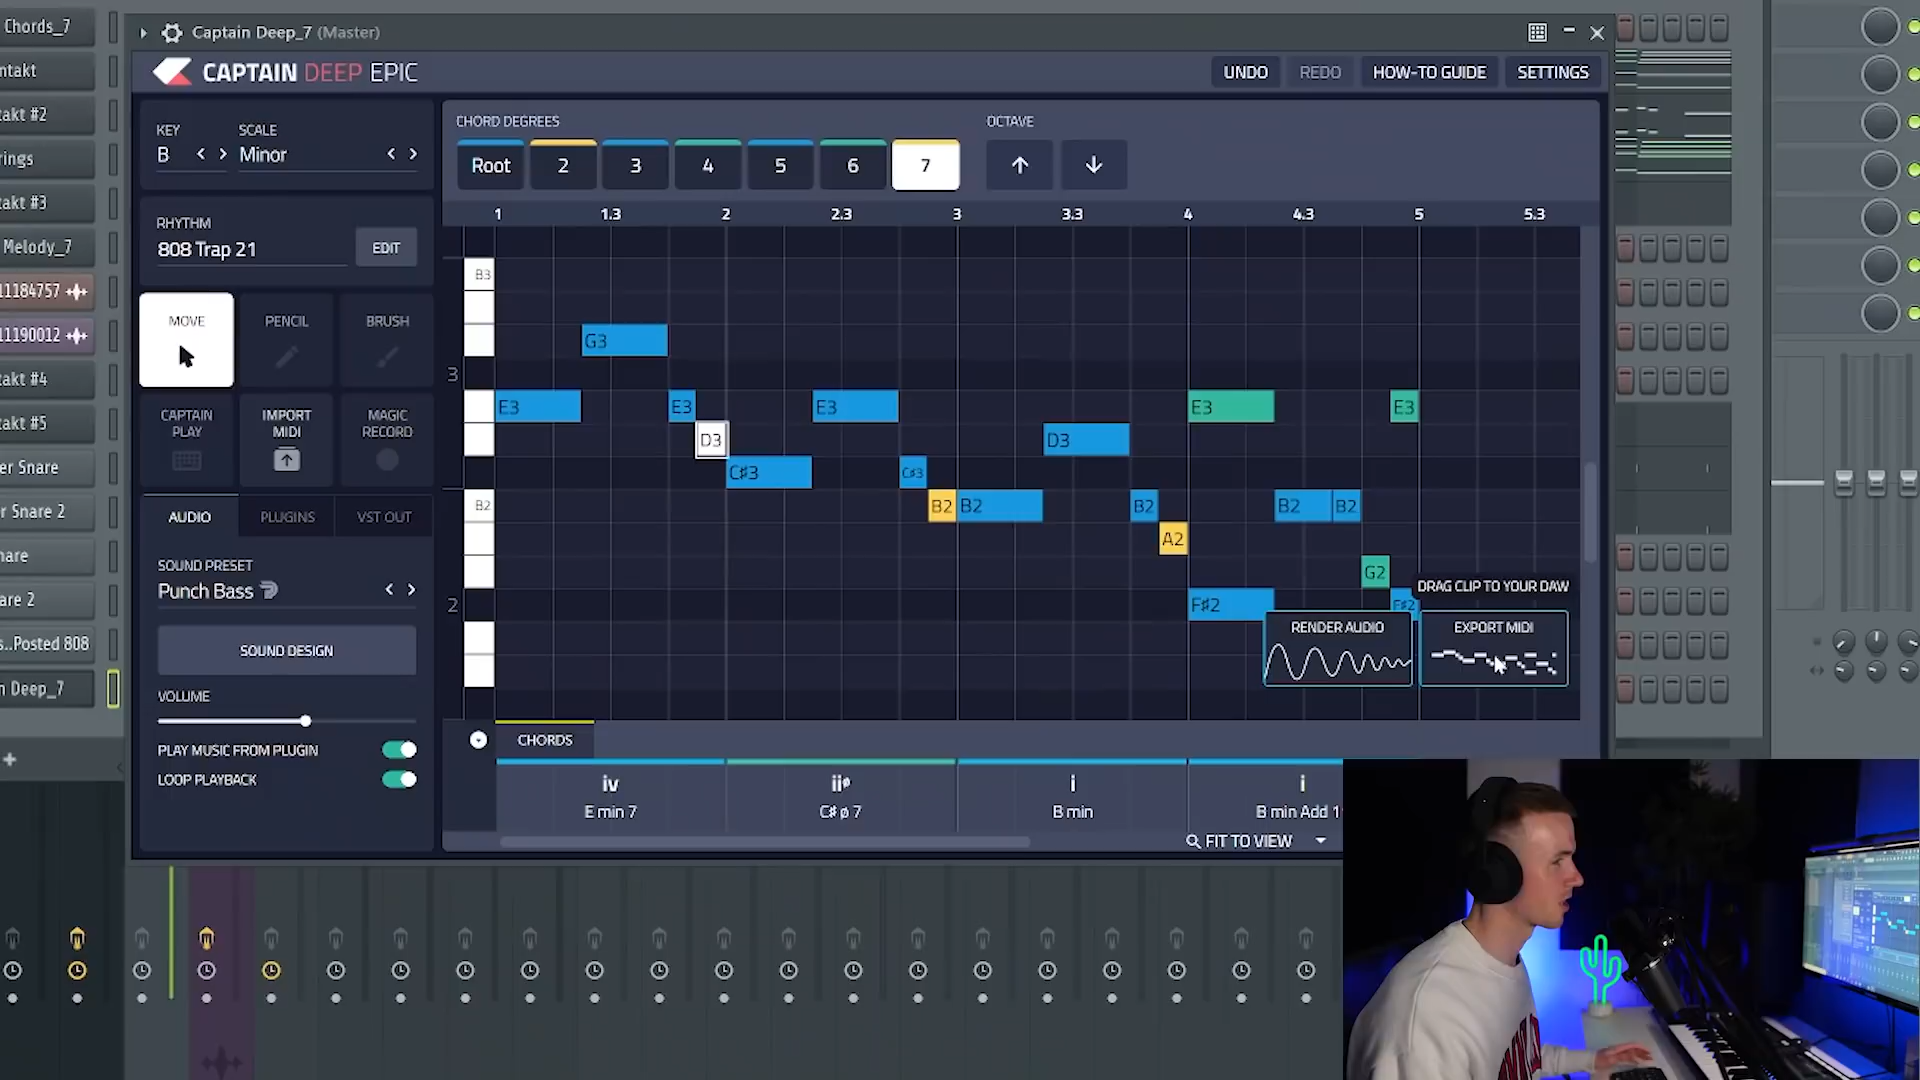 Chords_7
ntakt
takt #2
rings
takt #3
Melody_7
11184757
11190012
takt #4
takt #5
er Snare
r Snare 2
nare
are 2
s..Posted 808
n Deep_7
Captain Deep_7 (Master)
CAPTAIN DEEP EPIC
UNDO
REDO
HOW-TO GUIDE
SETTINGS
KEY
SCALE
B
Minor
RHYTHM
808 Trap 21
EDIT
MOVE
PENCIL
BRUSH
CAPTAIN
PLAY
IMPORT
MIDI
MAGIC
RECORD
AUDIO
PLUGINS
VST OUT
SOUND PRESET
Punch Bass
SOUND DESIGN
VOLUME
PLAY MUSIC FROM PLUGIN
LOOP PLAYBACK
CHORD DEGREES
OCTAVE
Root
2
3
4
5
6
7
1
1.3
2
2.3
3
3.3
4
4.3
5
5.3
B3
G3
3
E3
E3
E3
E3
E3
D3
D3
C♯3
C♯3
B2
B2
B2
B2
B2
B2
A2
G2
2
F♯2
F♯2
DRAG CLIP TO YOUR DAW
RENDER AUDIO
EXPORT MIDI
CHORDS
iv
iiø
i
i
E min 7
C♯ ø 7
B min
B min Add 1
FIT TO VIEW